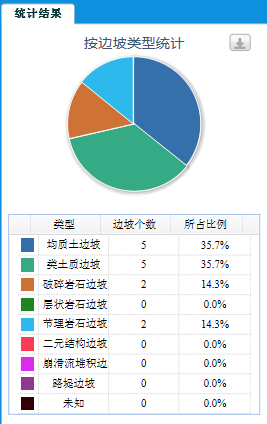 统计结果
按边坡类型统计
类型 边坡个数 所占比例
均质土边坡 5 35.7%
类土质边坡 5 35.7%
破碎岩石边坡 2 14.3%
层状岩石边坡 0 0.0%
节理岩石边坡 2 14.3%
二元结构边坡 0 0.0%
崩滑流堆积边 0 0.0%
路堤边坡 0 0.0%
未知 0 0.0%